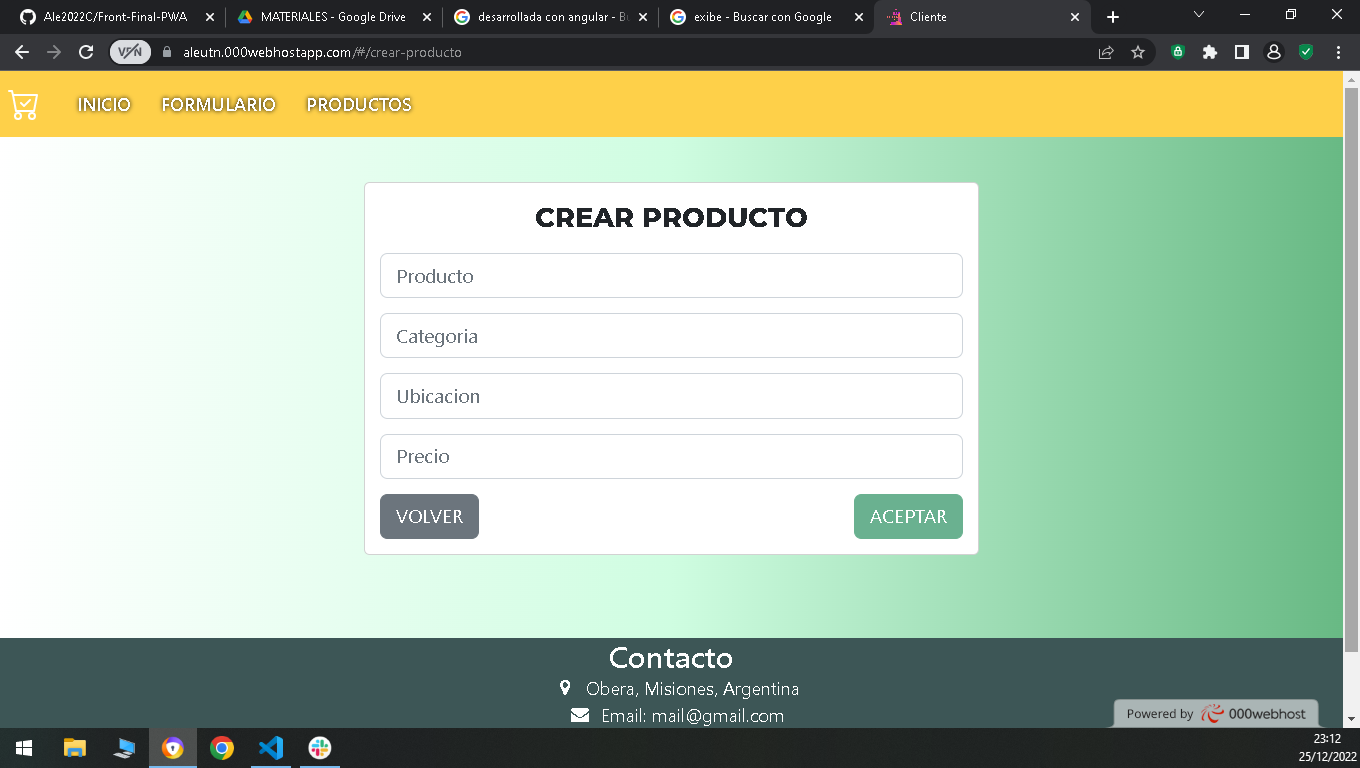 Ale2022C/Front-Final-PWA
MATERIALES - Google Drive
desarrollada con angular - Bu
exibe - Buscar con Google
Cliente
VPN
aleutn.000webhostapp.com/#/crear-producto
INICIO
FORMULARIO
PRODUCTOS
CREAR PRODUCTO
Producto
Categoria
Ubicacion
Precio
VOLVER
ACEPTAR
Contacto
Obera, Misiones, Argentina
Email: mail@gmail.com
Powered by 000webhost
23:12
25/12/2022